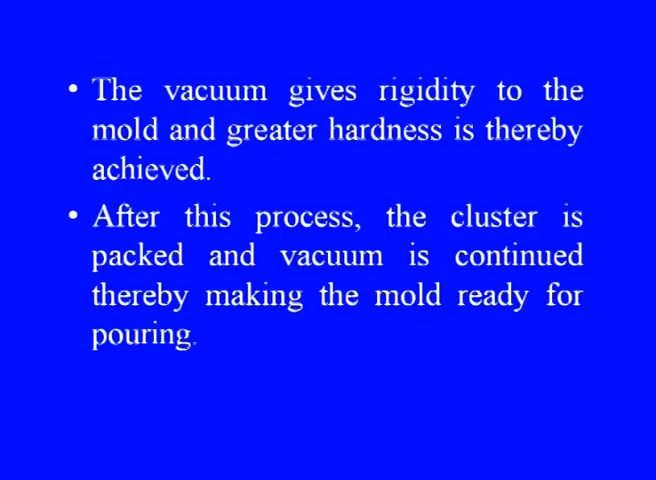 • The vacuum gives rigidity to the
mold and greater hardness is thereby
achieved.
• After this process, the cluster is
packed and vacuum is continued
thereby making the mold ready for
pouring.